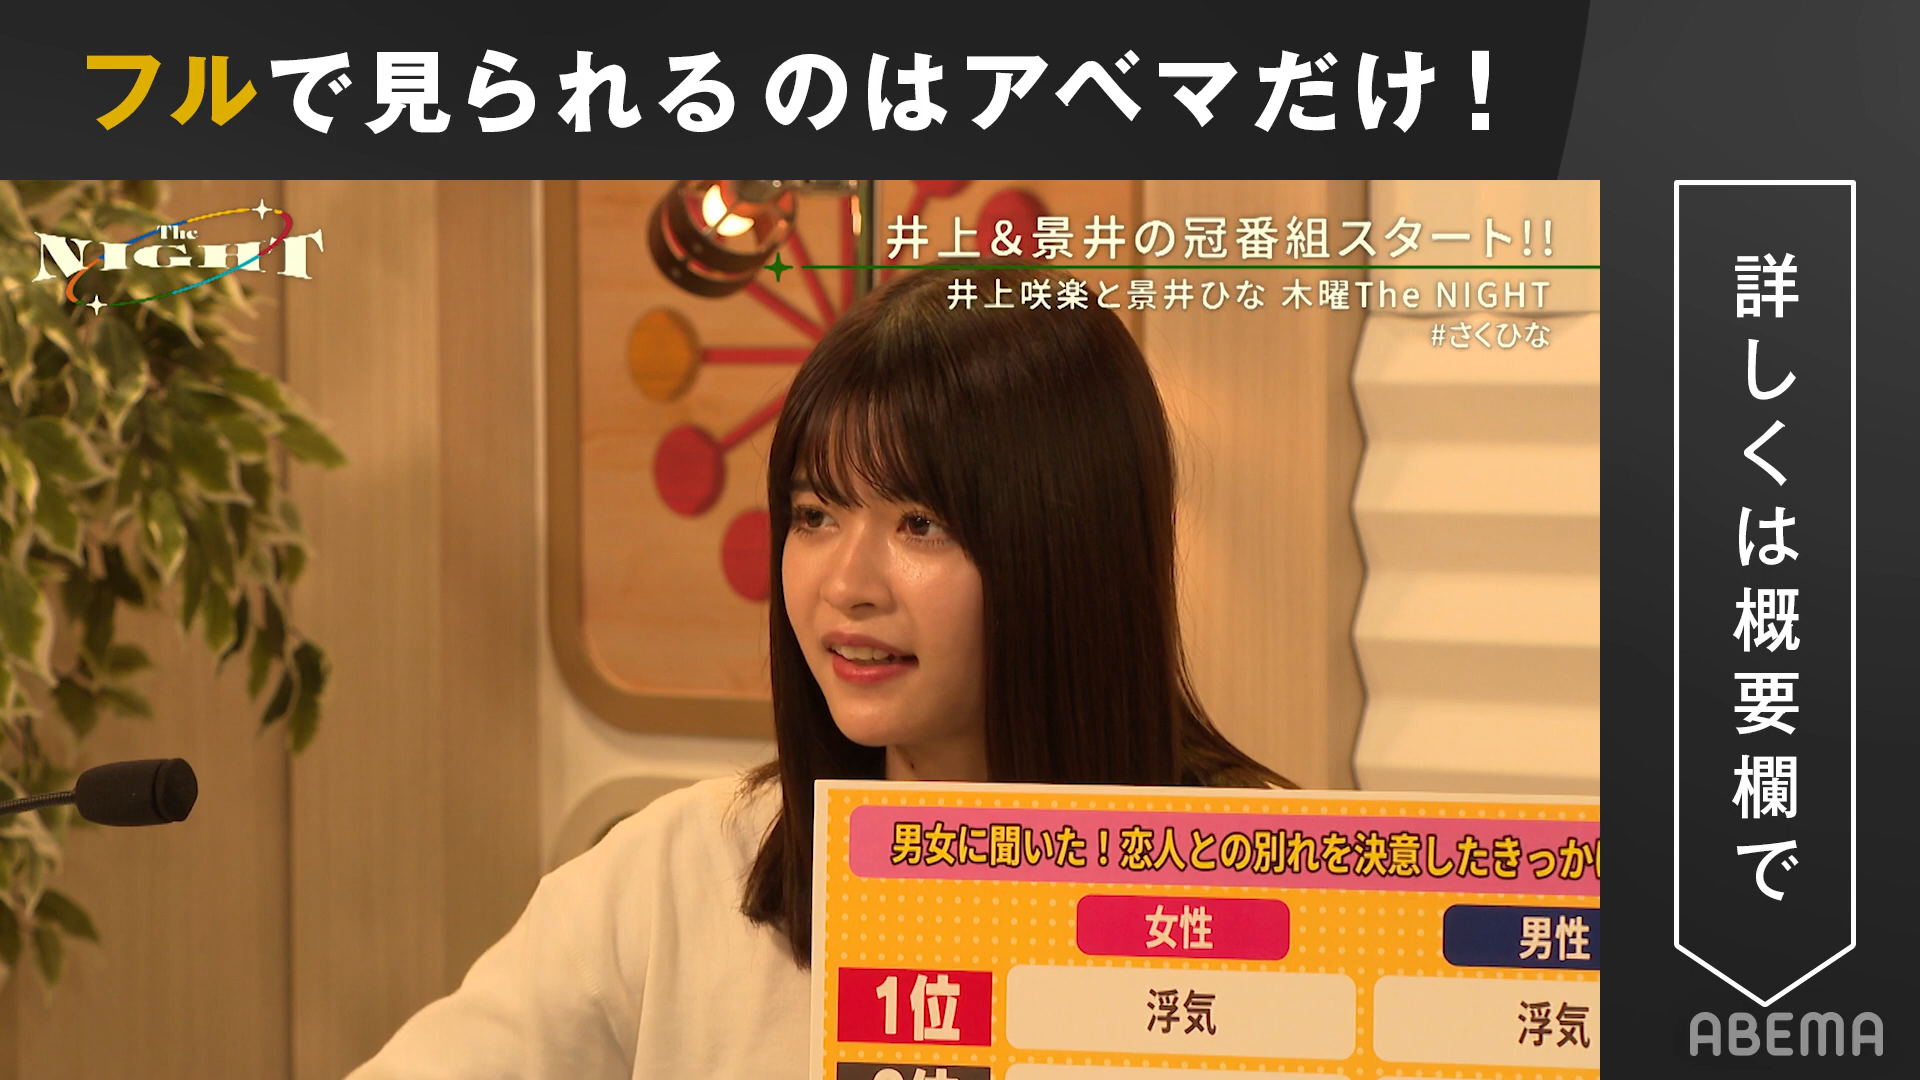 フルで見られるのはアベマだけ！
The
NIGHT
井上&景井の冠番組スタート!!
井上咲楽と景井ひな 木曜The NIGHT
#さくひな
詳しくは概要欄で
男女に聞いた！恋人との別れを決意したきっかけ
女性
男性
1位
浮気
浮気
ABEMA